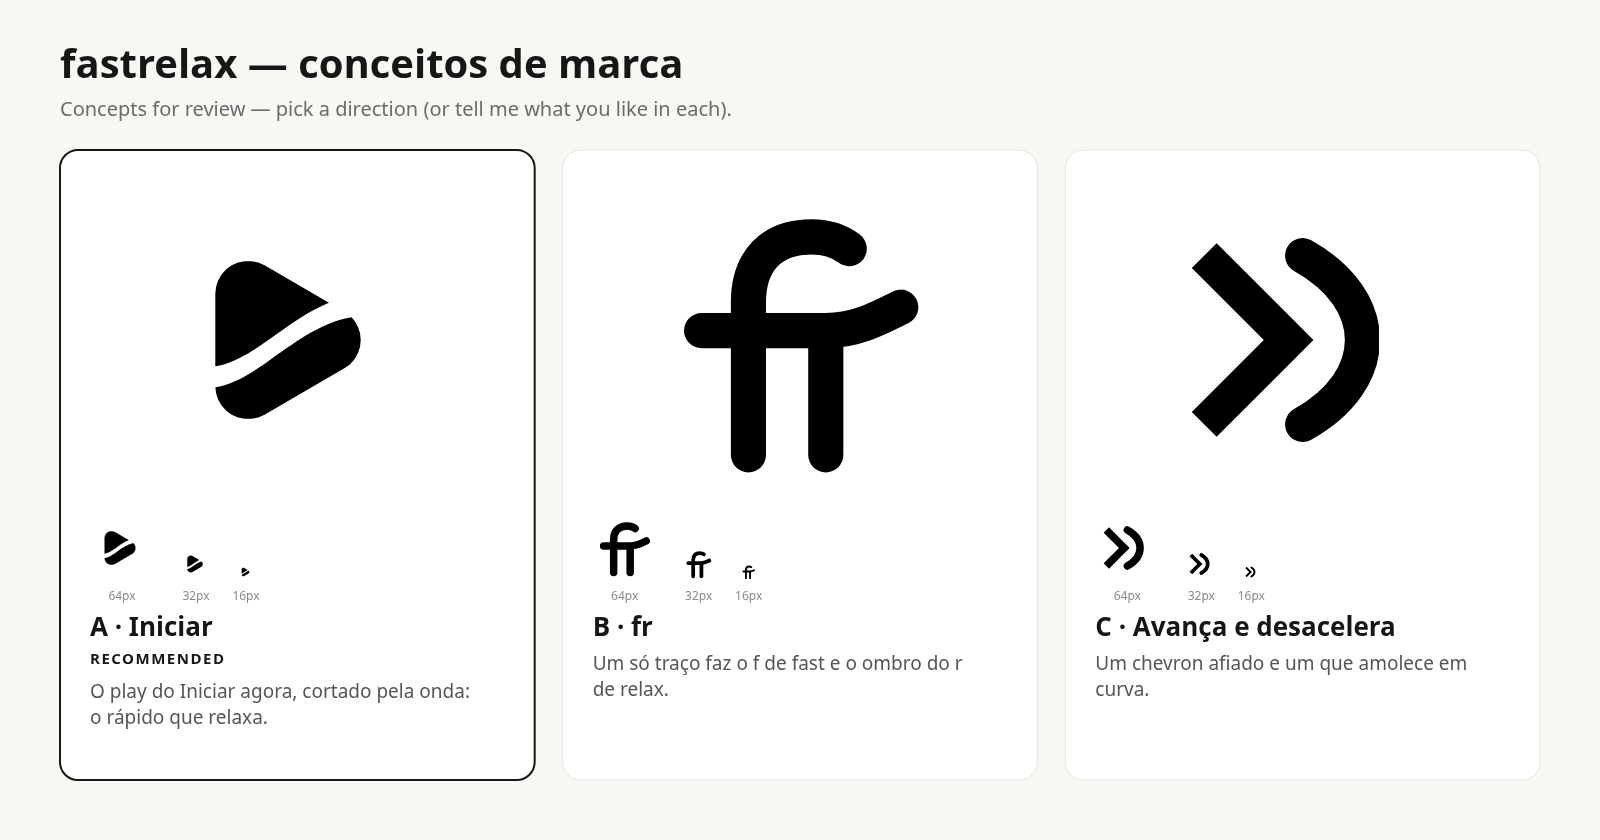 fastrelax — conceitos de marca
Concepts for review — pick a direction (or tell me what you like in each).
64px 32px 16px
A · Iniciar
RECOMMENDED
O play do Iniciar agora, cortado pela onda:
o rápido que relaxa.
64px 32px 16px
B · fr
Um só traço faz o f de fast e o ombro do r
de relax.
64px 32px 16px
C · Avança e desacelera
Um chevron afiado e um que amolece em
curva.